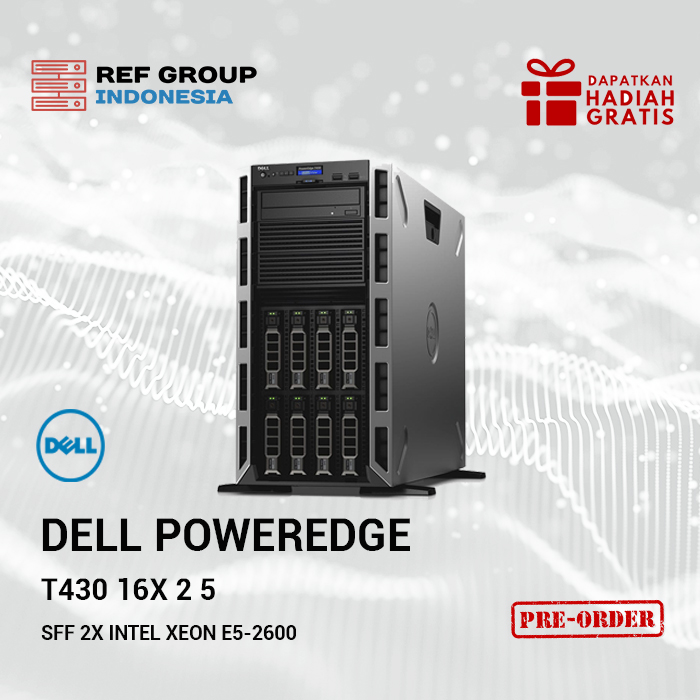 REF GROUP
INDONESIA
DAPATKAN
HADIAH
GRATIS
DELL
DELL
DELL POWEREDGE
T430 16X 2 5
SFF 2X INTEL XEON E5-2600
PRE-ORDER